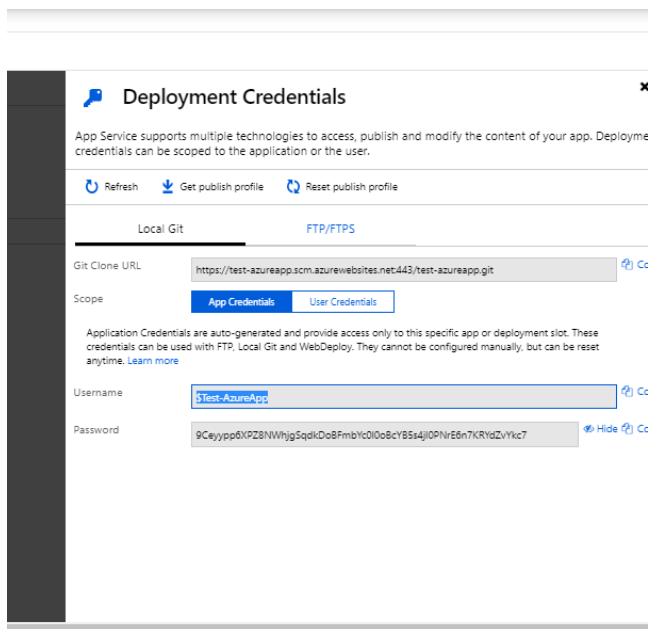 Deployment Credentials
App Service supports multiple technologies to access, publish and modify the content of your app. Deployme
credentials can be scoped to the application or the user.
Refresh Get publish profile Reset publish profile
Local Git FTP/FTPS
Git Clone URL https://test-azureapp.scm.azurewebsites.net:443/test-azureapp.git Co
Scope App Credentials User Credentials
Application Credentials are auto-generated and provide access only to this specific app or deployment slot. These
credentials can be used with FTP, Local Git and WebDeploy. They cannot be configured manually, but can be reset
anytime. Learn more
Username $Test-AzureApp Co
Password Hide Co